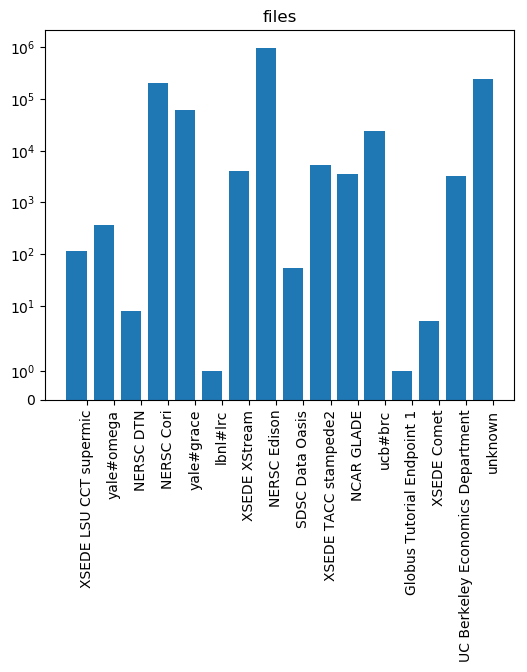 files
10^6
10^5
10^4
10^3
10^2
10^1
10^0
0
XSEDE LSU CCT supermic
yale#omega
NERSC DTN
NERSC Cori
yale#grace
lbnl#lrc
XSEDE XStream
NERSC Edison
SDSC Data Oasis
XSEDE TACC stampede2
NCAR GLADE
ucb#brc
Globus Tutorial Endpoint 1
XSEDE Comet
UC Berkeley Economics Department
unknown